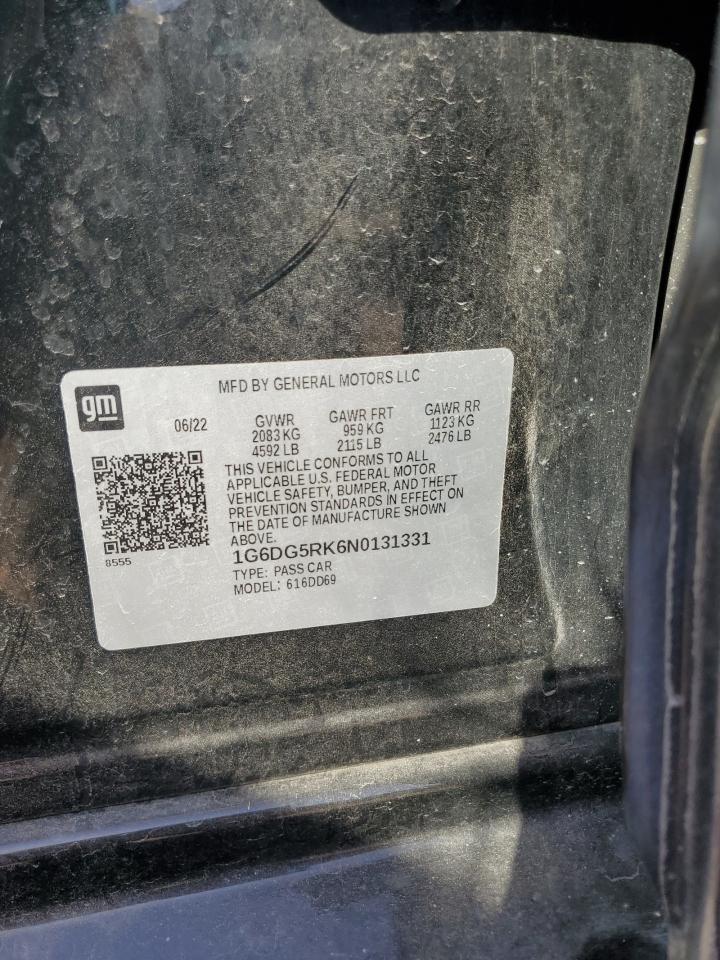 MFD BY GENERAL MOTORS LLC
gm
06/22
GVWR GAWR FRT GAWR RR
2083 KG 959 KG 1123 KG
4592 LB 2115 LB 2476 LB
THIS VEHICLE CONFORMS TO ALL
APPLICABLE U.S. FEDERAL MOTOR
VEHICLE SAFETY, BUMPER, AND THEFT
PREVENTION STANDARDS IN EFFECT ON
THE DATE OF MANUFACTURE SHOWN
ABOVE.
8555
1G6DG5RK6N0131331
TYPE: PASS CAR
MODEL: 616DD69